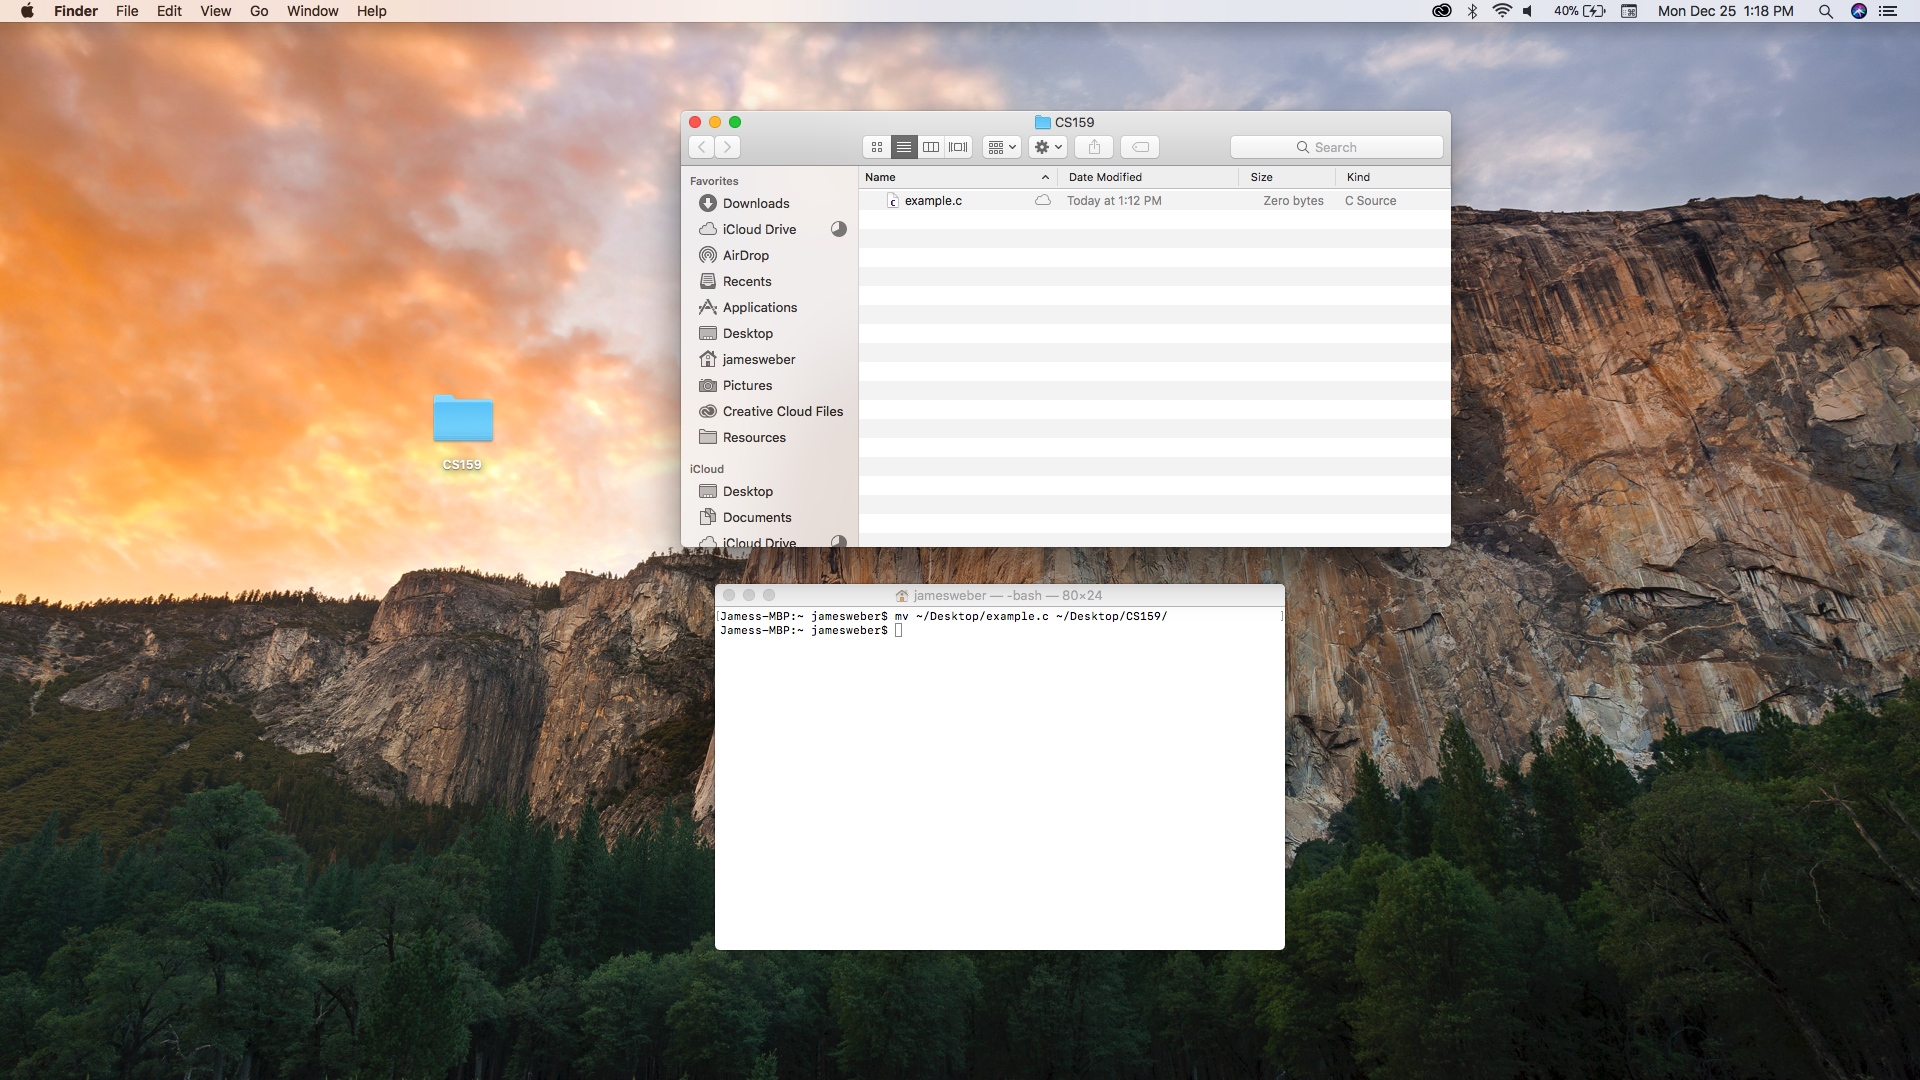 Finder File Edit View Go Window Help 40% Mon Dec 25 1:18 PM
CS159
Search
Favorites
Downloads
iCloud Drive
AirDrop
Recents
Applications
Desktop
jamesweber
Pictures
Creative Cloud Files
Resources
iCloud
Desktop
Documents
iCloud Drive
Name Date Modified Size Kind
example.c Today at 1:12 PM Zero bytes C Source
CS159
jamesweber — -bash — 80×24
[Jamess-MBP:~ jamesweber$ mv ~/Desktop/example.c ~/Desktop/CS159/ ]
Jamess-MBP:~ jamesweber$